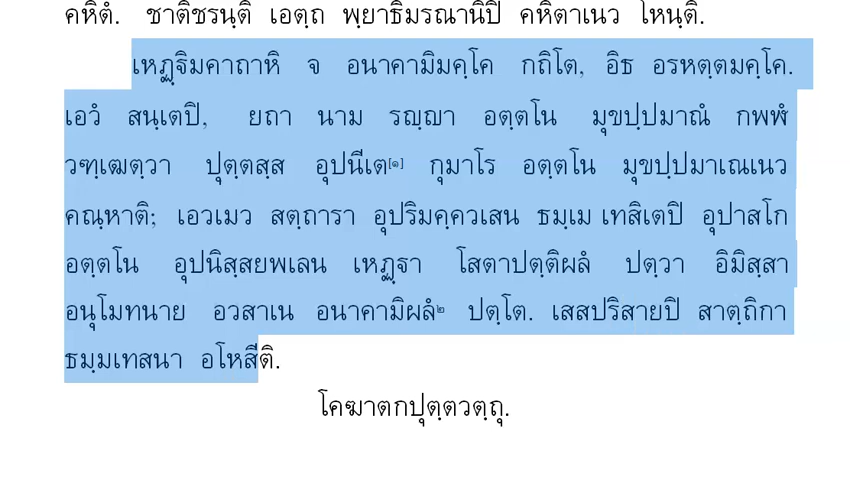 คหิตํ. ชาติชรนฺติ เอตฺถ พฺยาธิมรณานิปิ คหิตาเนว โหนฺติ.
เหฏฺฐิมคาถาหิ จ อนาคามิมคฺโค กถิโต, อิธ อรหตฺตมคฺโค.
เอวํ สนฺเตปิ, ยถา นาม รญฺญา อตฺตโน มุขปฺปมาณํ กพฬํ
วฑฺเฒตฺวา ปุตฺตสฺส อุปนีเต[๑] กุมาโร อตฺตโน มุขปฺปมาเณเนว
คณฺหาติ; เอวเมว สตฺถารา อุปริมคฺควเสน ธมฺเม เทสิเตปิ อุปาสโก
อตฺตโน อุปนิสฺสยพเลน เหฏฺฐา โสตาปตฺติผลํ ปตฺวา อิมิสฺสา
อนุโมทนาย อวสาเน อนาคามิผลํ๒ ปตฺโต. เสสปริสายปิ สาตฺถิกา
ธมฺมเทสนา อโหสีติ.
โคฆาตกปุตฺตวตฺถุ.